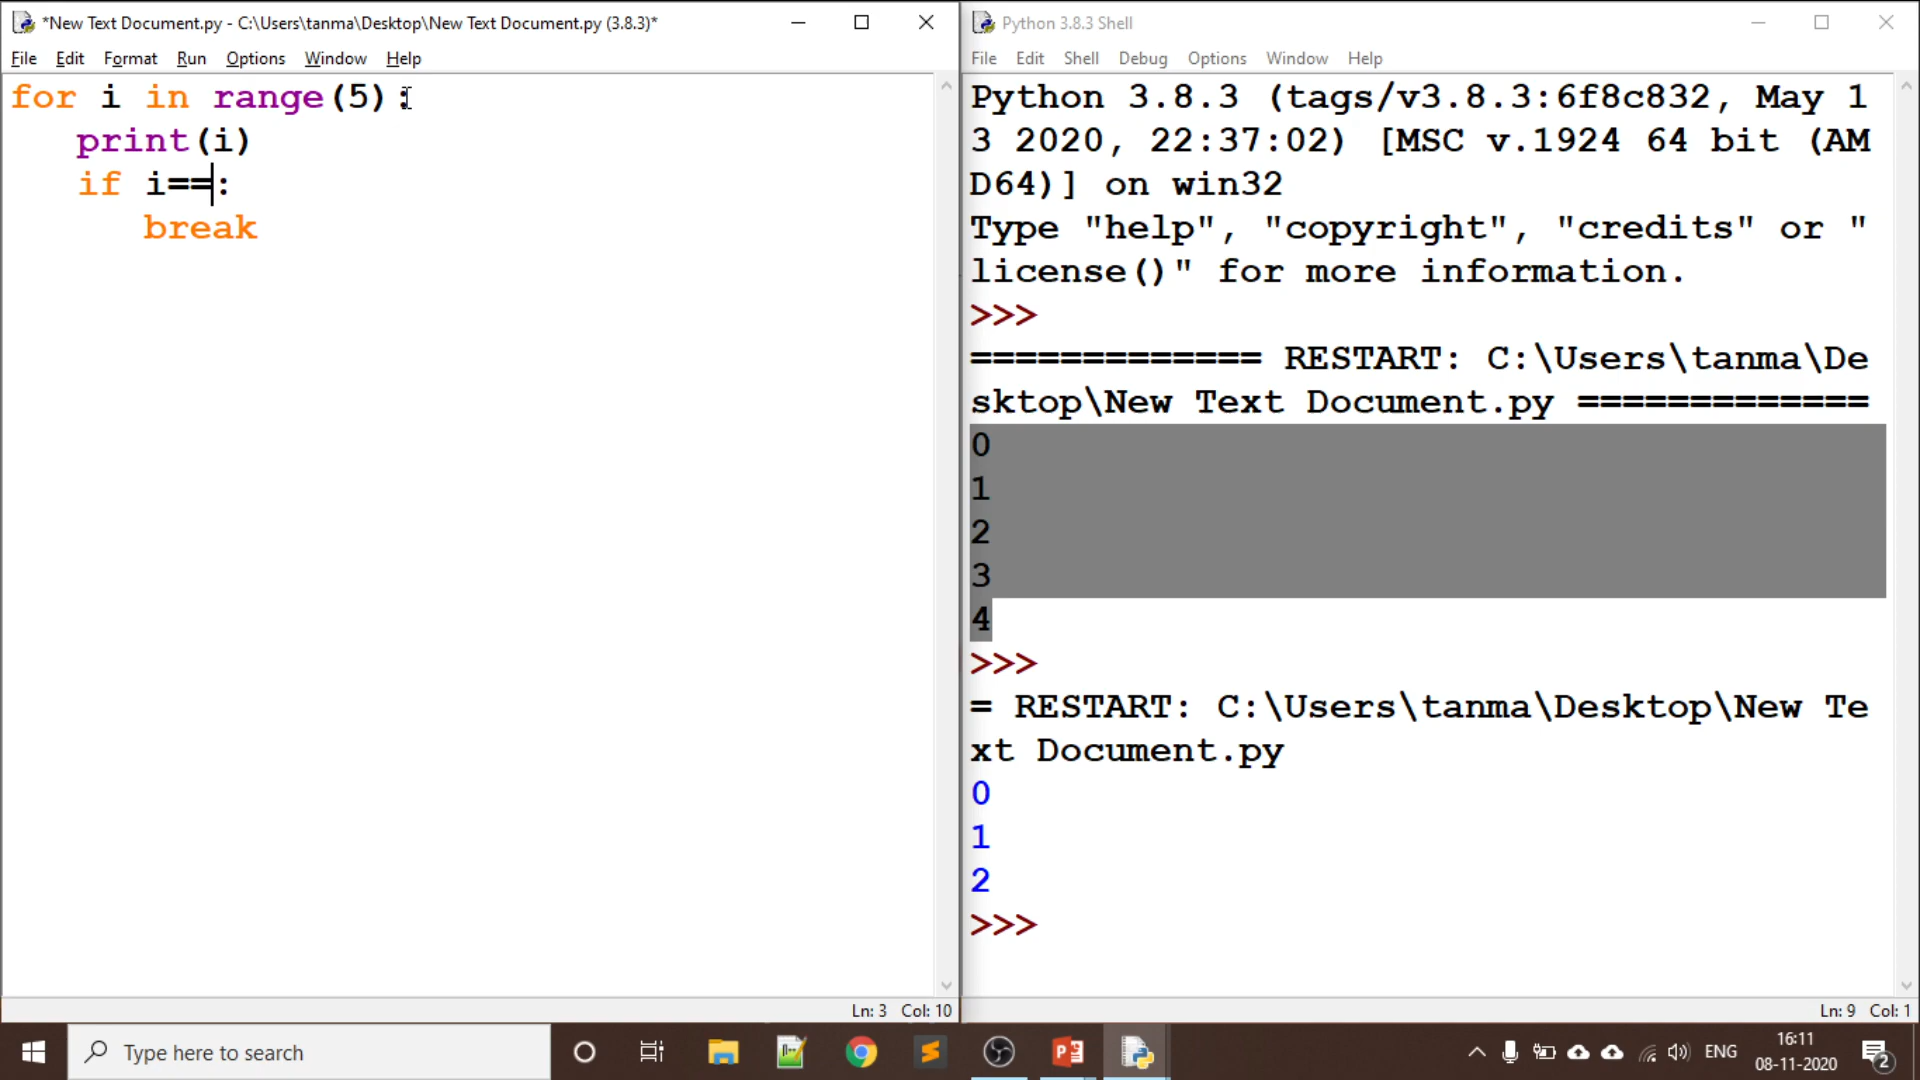 *New Text Document.py - C:\Users\tanma\Desktop\New Text Document.py (3.8.3)*
File Edit Format Run Options Window Help
for i in range(5):
print(i)
if i==:
break
Ln: 3 Col: 10
Python 3.8.3 Shell
File Edit Shell Debug Options Window Help
Python 3.8.3 (tags/v3.8.3:6f8c832, May 1
3 2020, 22:37:02) [MSC v.1924 64 bit (AM
D64)] on win32
Type "help", "copyright", "credits" or "
license()" for more information.
>>>
============= RESTART: C:\Users\tanma\De
sktop\New Text Document.py =============
0
1
2
3
4
>>>
= RESTART: C:\Users\tanma\Desktop\New Te
xt Document.py
0
1
2
>>>
Ln: 9 Col: 1
Type here to search
ENG
16:11
08-11-2020
2